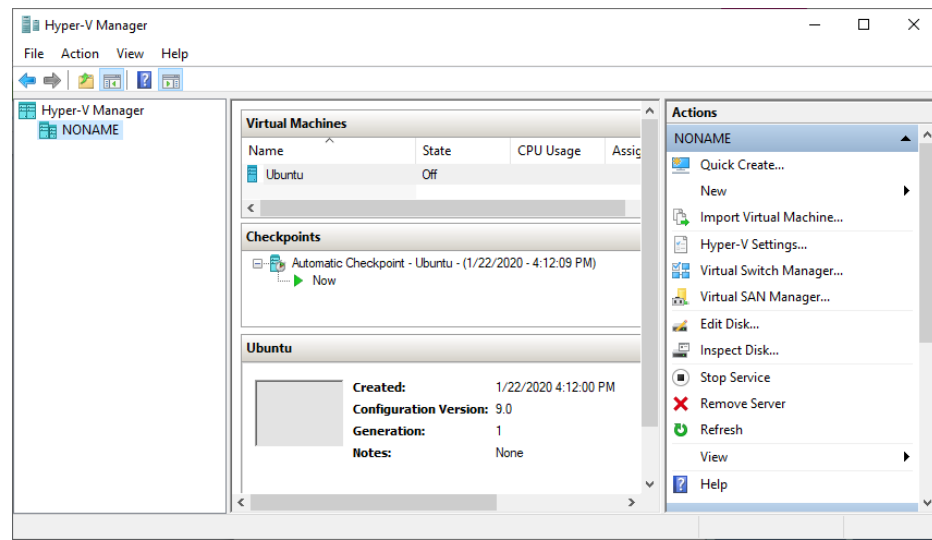 Hyper-V Manager
File Action View Help
Hyper-V Manager
NONAME
Virtual Machines
Name State CPU Usage Assig
Ubuntu Off
Checkpoints
Automatic Checkpoint - Ubuntu - (1/22/2020 - 4:12:09 PM)
Now
Ubuntu
Created: 1/22/2020 4:12:00 PM
Configuration Version: 9.0
Generation: 1
Notes: None
Actions
NONAME
Quick Create...
New
Import Virtual Machine...
Hyper-V Settings...
Virtual Switch Manager...
Virtual SAN Manager...
Edit Disk...
Inspect Disk...
Stop Service
Remove Server
Refresh
View
Help